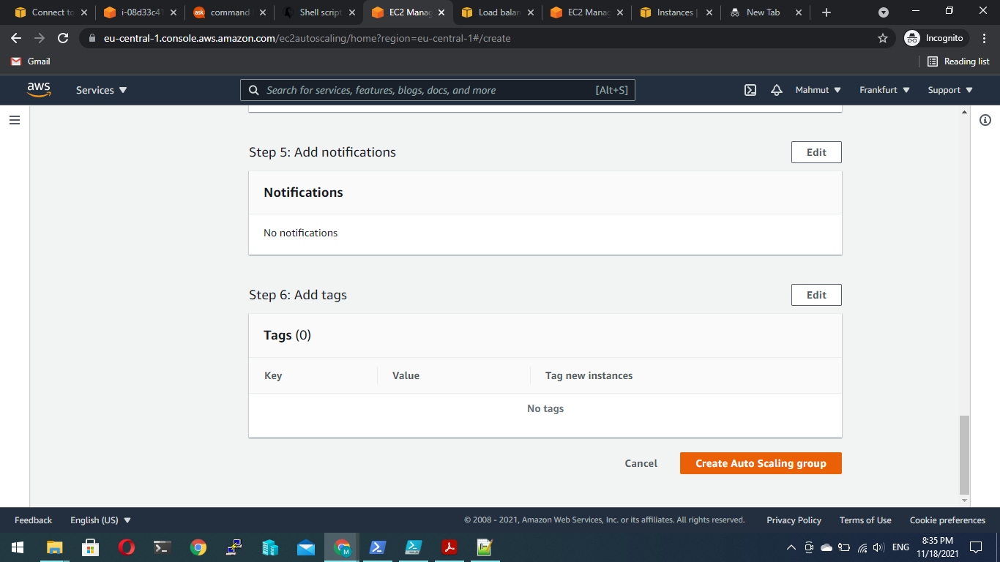 Connect to
i-08d33c41
ask command
Shell script
EC2 Manag
Load balan
EC2 Manag
Instances |
New Tab
eu-central-1.console.aws.amazon.com/ec2autoscaling/home?region=eu-central-1#/create
Incognito
Gmail
Reading list
aws
Services
Search for services, features, blogs, docs, and more
[Alt+S]
Mahmut
Frankfurt
Support
Step 5: Add notifications
Edit
Notifications
No notifications
Step 6: Add tags
Edit
Tags (0)
Key
Value
Tag new instances
No tags
Cancel
Create Auto Scaling group
Feedback
English (US)
© 2008 - 2021, Amazon Web Services, Inc. or its affiliates. All rights reserved.
Privacy Policy
Terms of Use
Cookie preferences
M
ENG
8:35 PM
11/18/2021